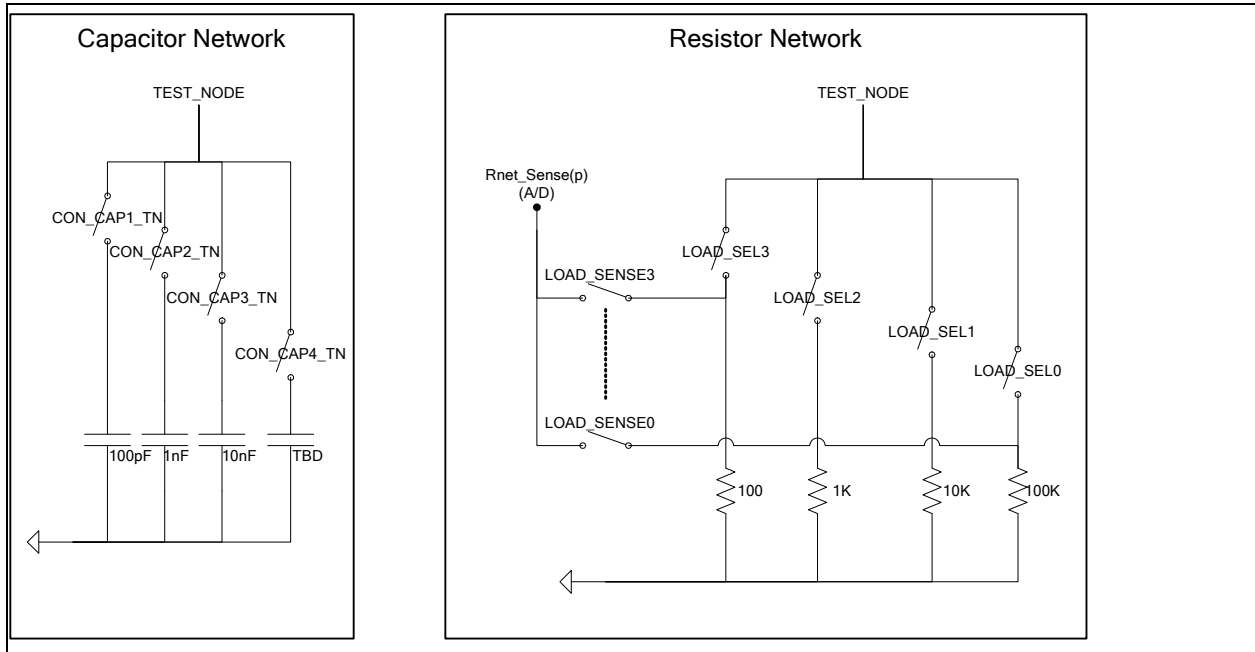 Capacitor Network
TEST_NODE
CON_CAP1_TN
CON_CAP2_TN
CON_CAP3_TN
CON_CAP4_TN
100pF
1nF
10nF
TBD
Resistor Network
TEST_NODE
Rnet_Sense(p)
(A/D)
LOAD_SEL3
LOAD_SENSE3
LOAD_SEL2
LOAD_SEL1
LOAD_SEL0
LOAD_SENSE0
100
1K
10K
100K